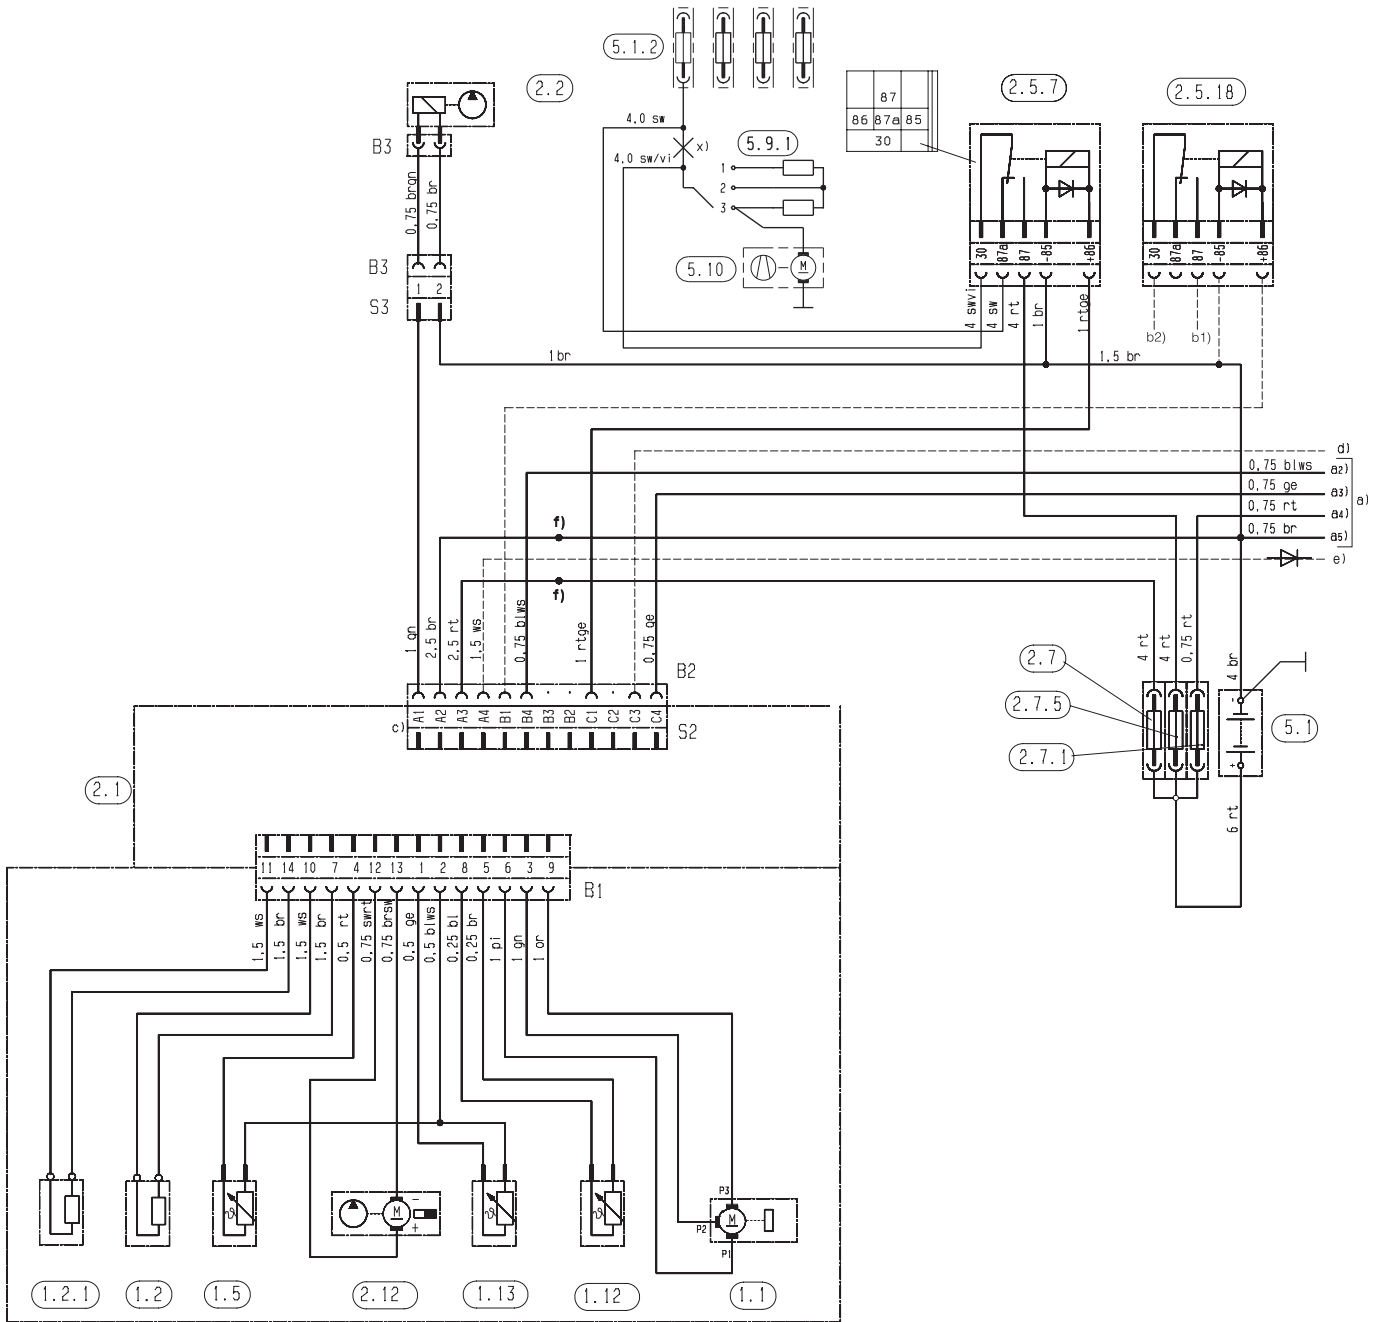 5.1.2
2.2
2.5.7
2.5.18
87
86 87a 85
30
4,0 sw
x)
5.9.1
4,0 sw/vi
1
2
3
B3
0,75 brgn
0,75 br
5.10
M
30 87a 87 -85 +86
30 87a 87 -85 +86
B3
1 2
S3
4 swvi
4 sw
4 rt
1 br
1 rtge
b2)
b1)
1br
1,5 br
d)
0,75 blws a2)
0,75 ge a3)
a)
0,75 rt a4)
f)
0,75 br a5)
e)
f)
1 gn
2,5 br
2,5 rt
1,5 ws
0,75 blws
1 rtge
0,75 ge
4 rt
4 rt
0,75 rt
4 br
B2
c)
A1 A2 A3 A4 B1 B4 B3 B2 C1 C2 C3 C4
S2
2.7
2.7.5
2.7.1
-
+
5.1
2.1
6 rt
11 14 10 7 4 12 13 1 2 8 5 6 3 9
B1
1,5 ws
1,5 br
1,5 ws
1,5 br
0,5 rt
0,75 swrt
0,75 brsw
0,5 ge
0,5 blws
0,25 bl
0,25 br
1 pi
1 gn
1 or
P3
M
-
+
ϑ
ϑ
ϑ
P2
M
P1
1.2.1
1.2
1.5
2.12
1.13
1.12
1.1